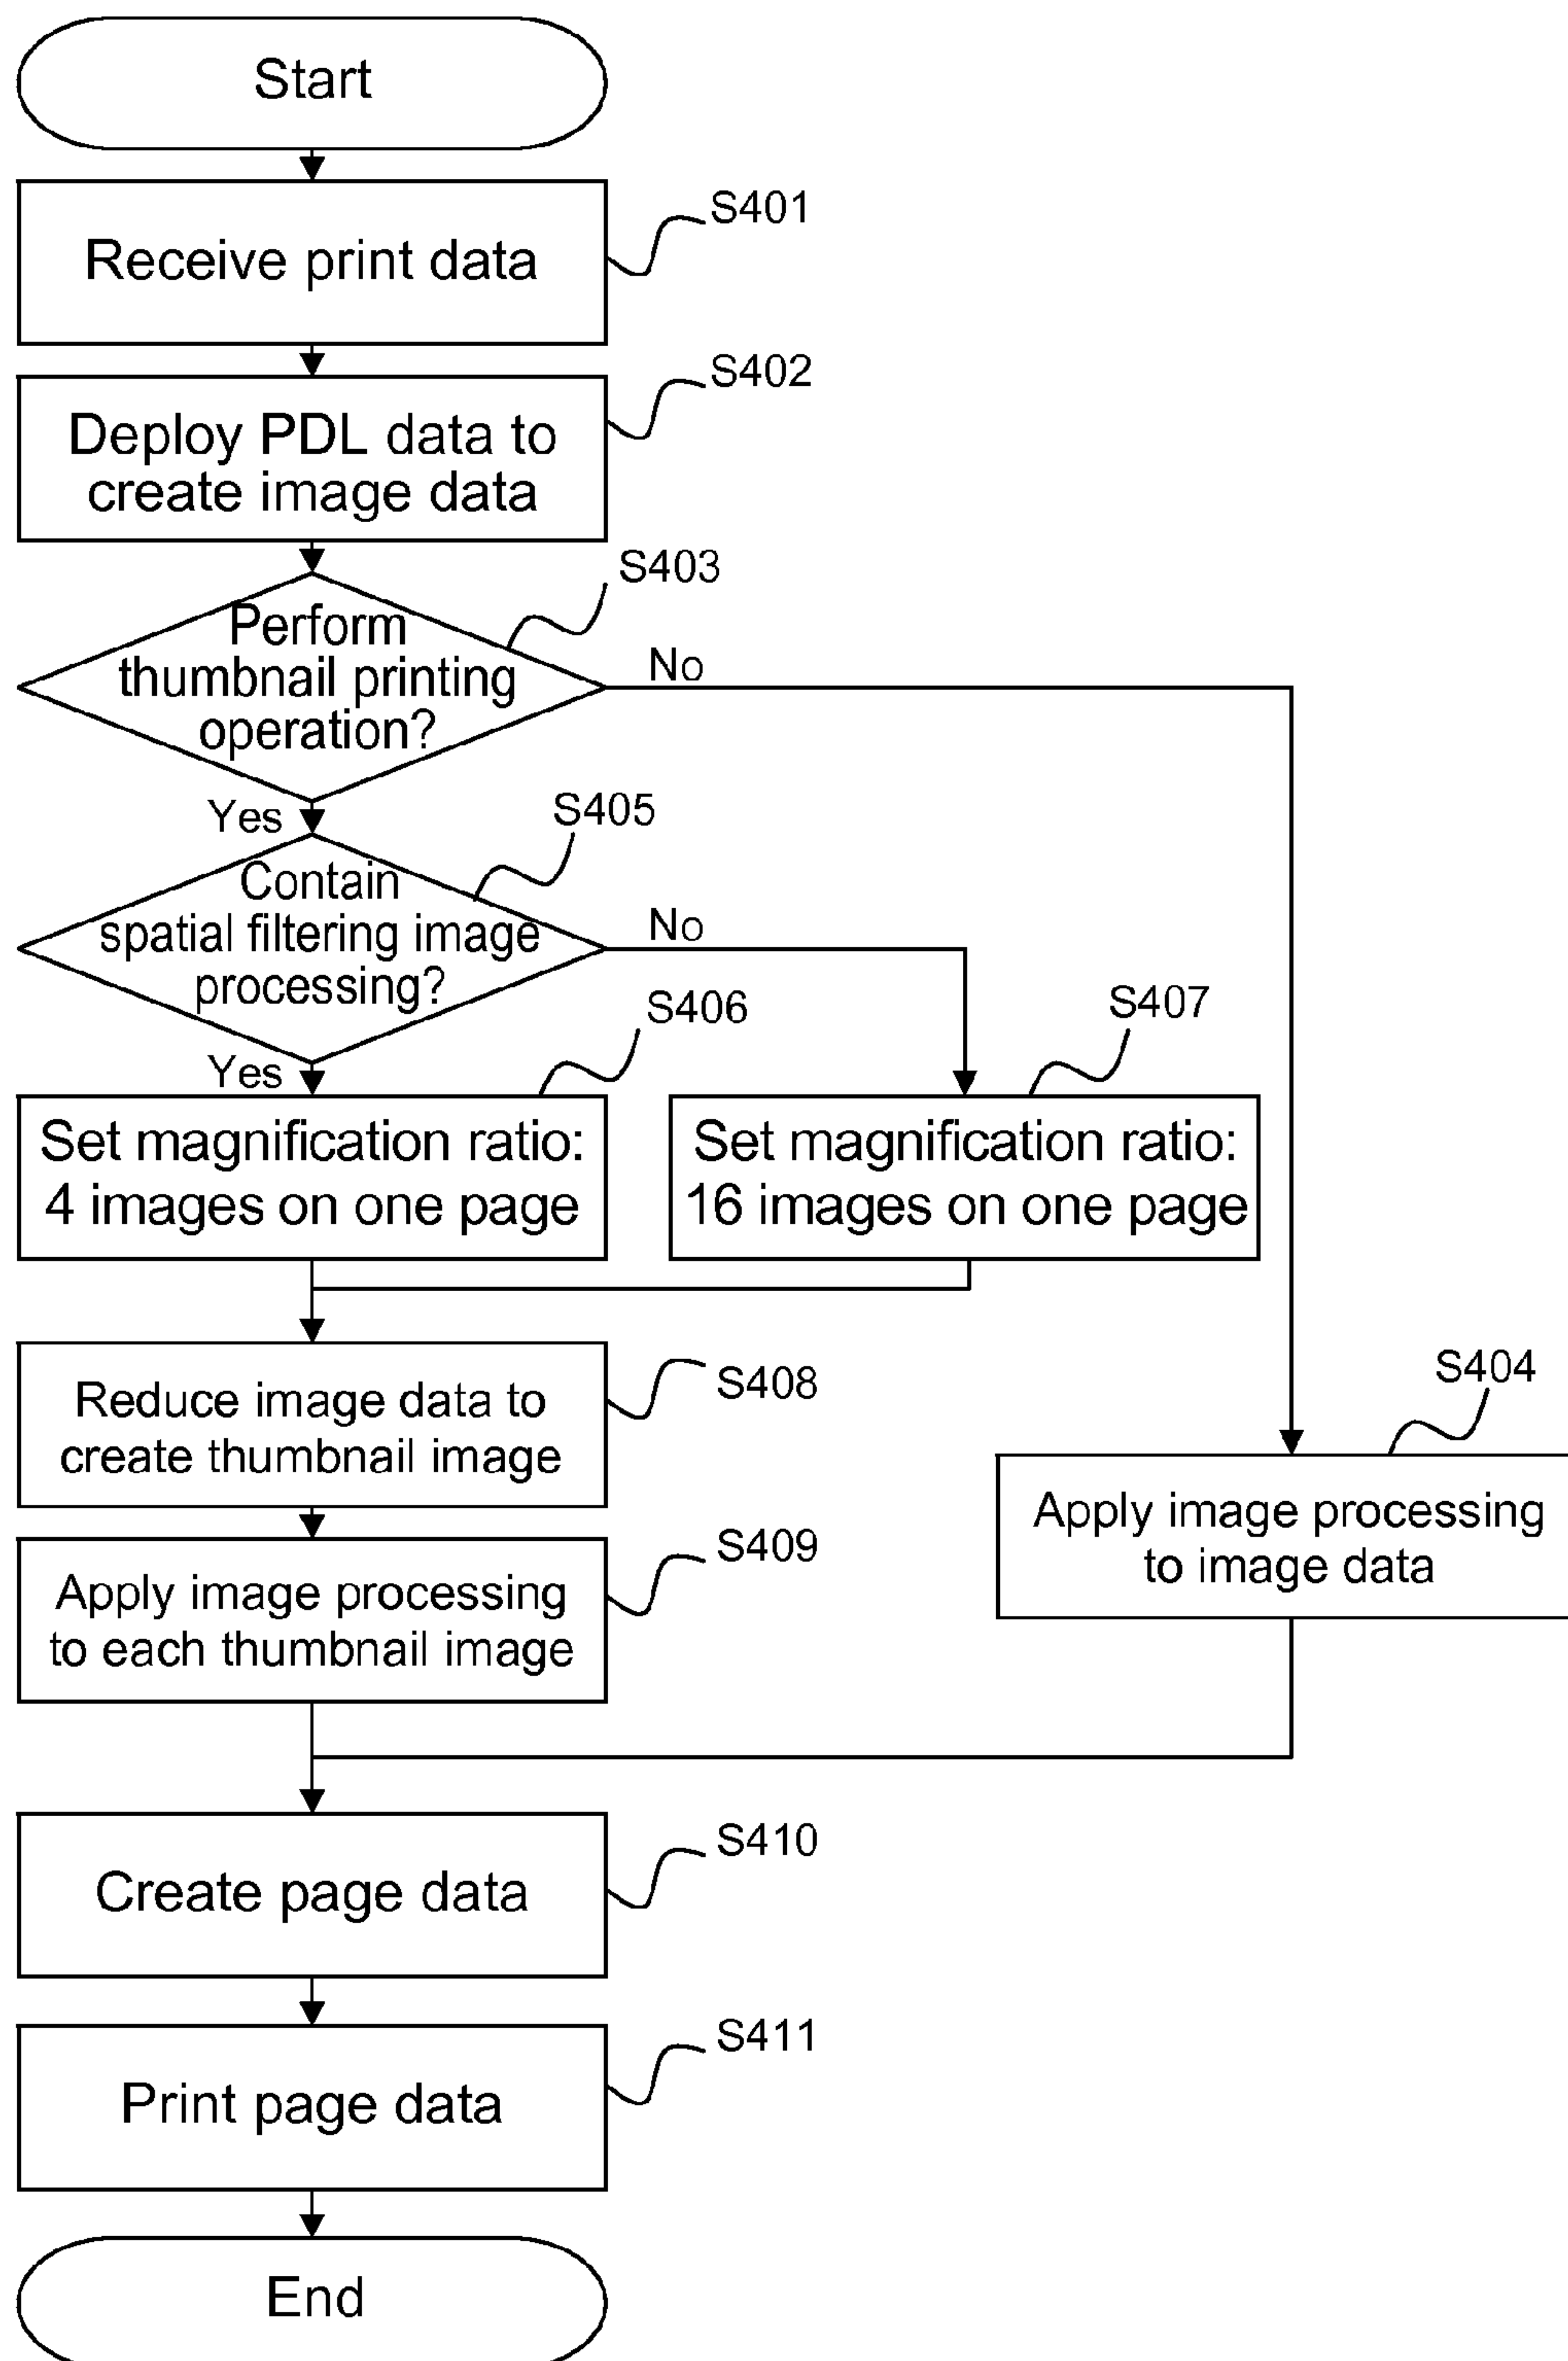 Start
Receive print data
S401
Deploy PDL data to
create image data
S402
Perform
thumbnail printing
operation?
S403
No
Yes
Contain
spatial filtering image
processing?
S405
No
Yes
S406
Set magnification ratio:
4 images on one page
S407
Set magnification ratio:
16 images on one page
Reduce image data to
create thumbnail image
S408
S404
Apply image processing
to image data
Apply image processing
to each thumbnail image
S409
Create page data
S410
Print page data
S411
End